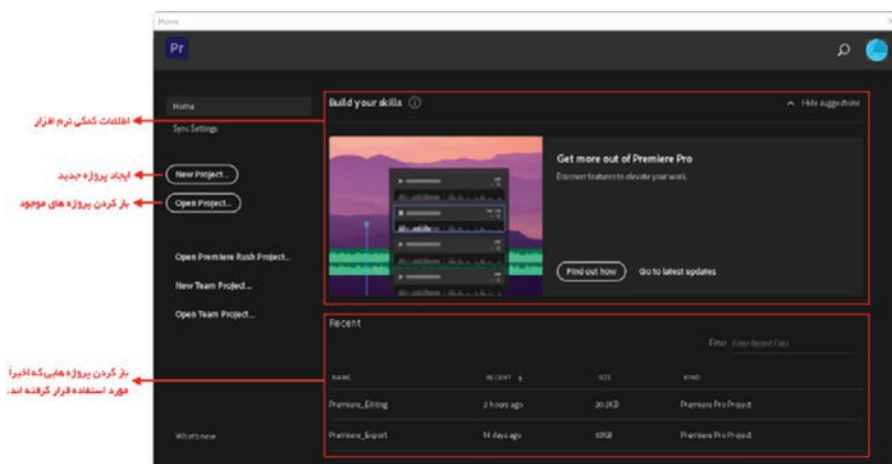 Home
Pr
Home
Sync Settings
New Project...
Open Project...
Open Premiere Rush Project...
New Team Project...
Open Team Project...
What's new
Build your skills
Hide suggestions
Get more out of Premiere Pro
Discover features to elevate your work.
Find out how
Go to latest updates
Recent
Filter Filter Recent Files
NAME RECENT SIZE KIND
Premiere_Editing 2 hours ago Premiere Pro Project
Premiere_Export 14 days ago Premiere Pro Project
اطلاعات کمکی نرم افزار
ایجاد پروژه جدید
باز کردن پروژه های موجود
باز کردن پروژه هایی که اخیراً
مورد استفاده قرار گرفته اند.